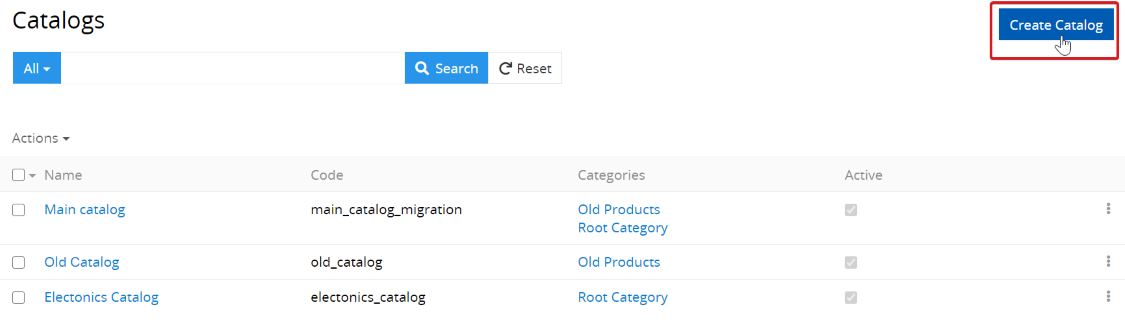 Catalogs
Create Catalog
All
Search
Reset
Actions
Name Code Categories Active
Main catalog main_catalog_migration Old Products
Root Category
Old Catalog old_catalog Old Products
Electonics Catalog electonics_catalog Root Category